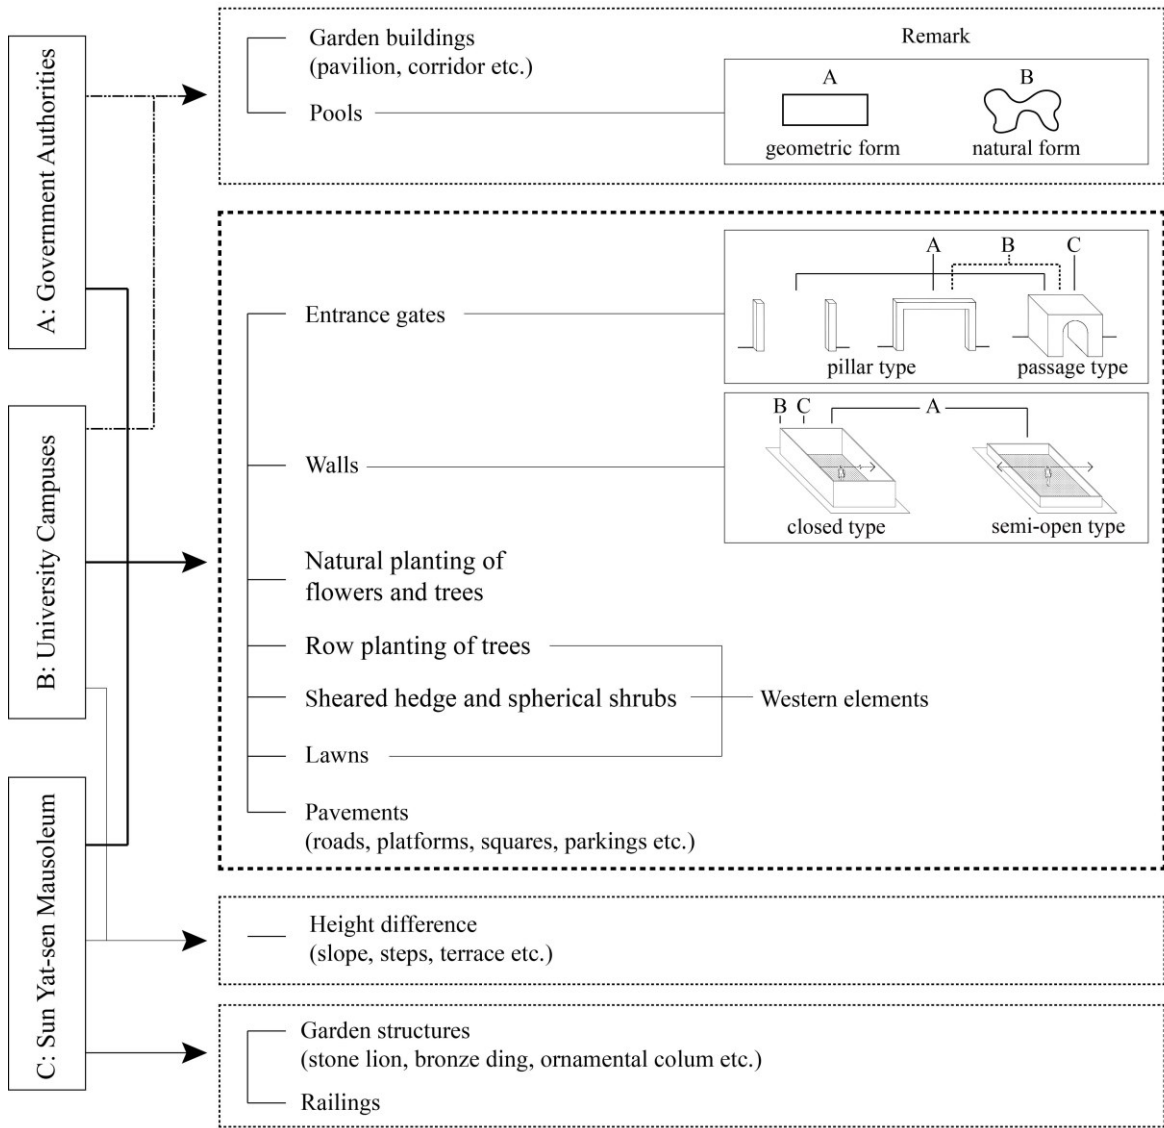 A: Government Authorities
B: University Campuses
C: Sun Yat-sen Mausoleum
Garden buildings
(pavilion, corridor etc.)
Pools
Remark
A
B
geometric form
natural form
Entrance gates
A
B
C
pillar type
passage type
Walls
B
C
A
closed type
semi-open type
Natural planting of
flowers and trees
Row planting of trees
Sheared hedge and spherical shrubs
Western elements
Lawns
Pavements
(roads, platforms, squares, parkings etc.)
Height difference
(slope, steps, terrace etc.)
Garden structures
(stone lion, bronze ding, ornamental colum etc.)
Railings